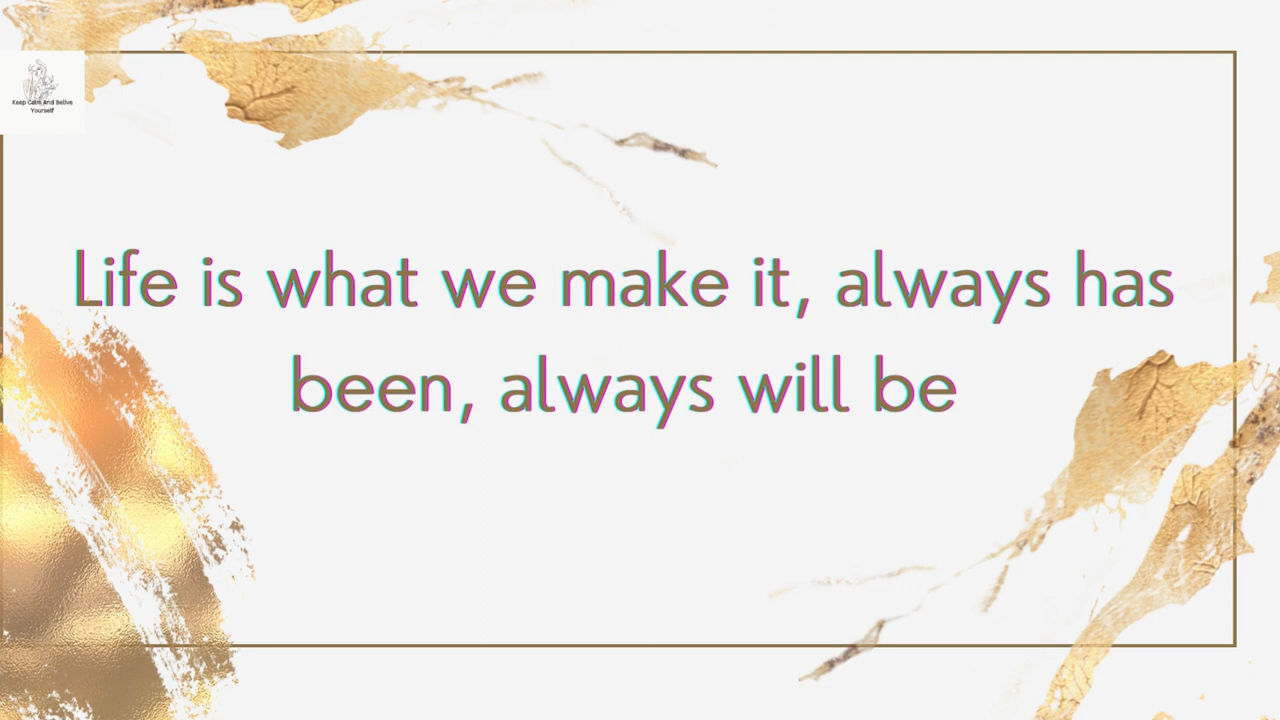 Keep Calm And Belive
Yourself
Life is what we make it, always has
been, always will be